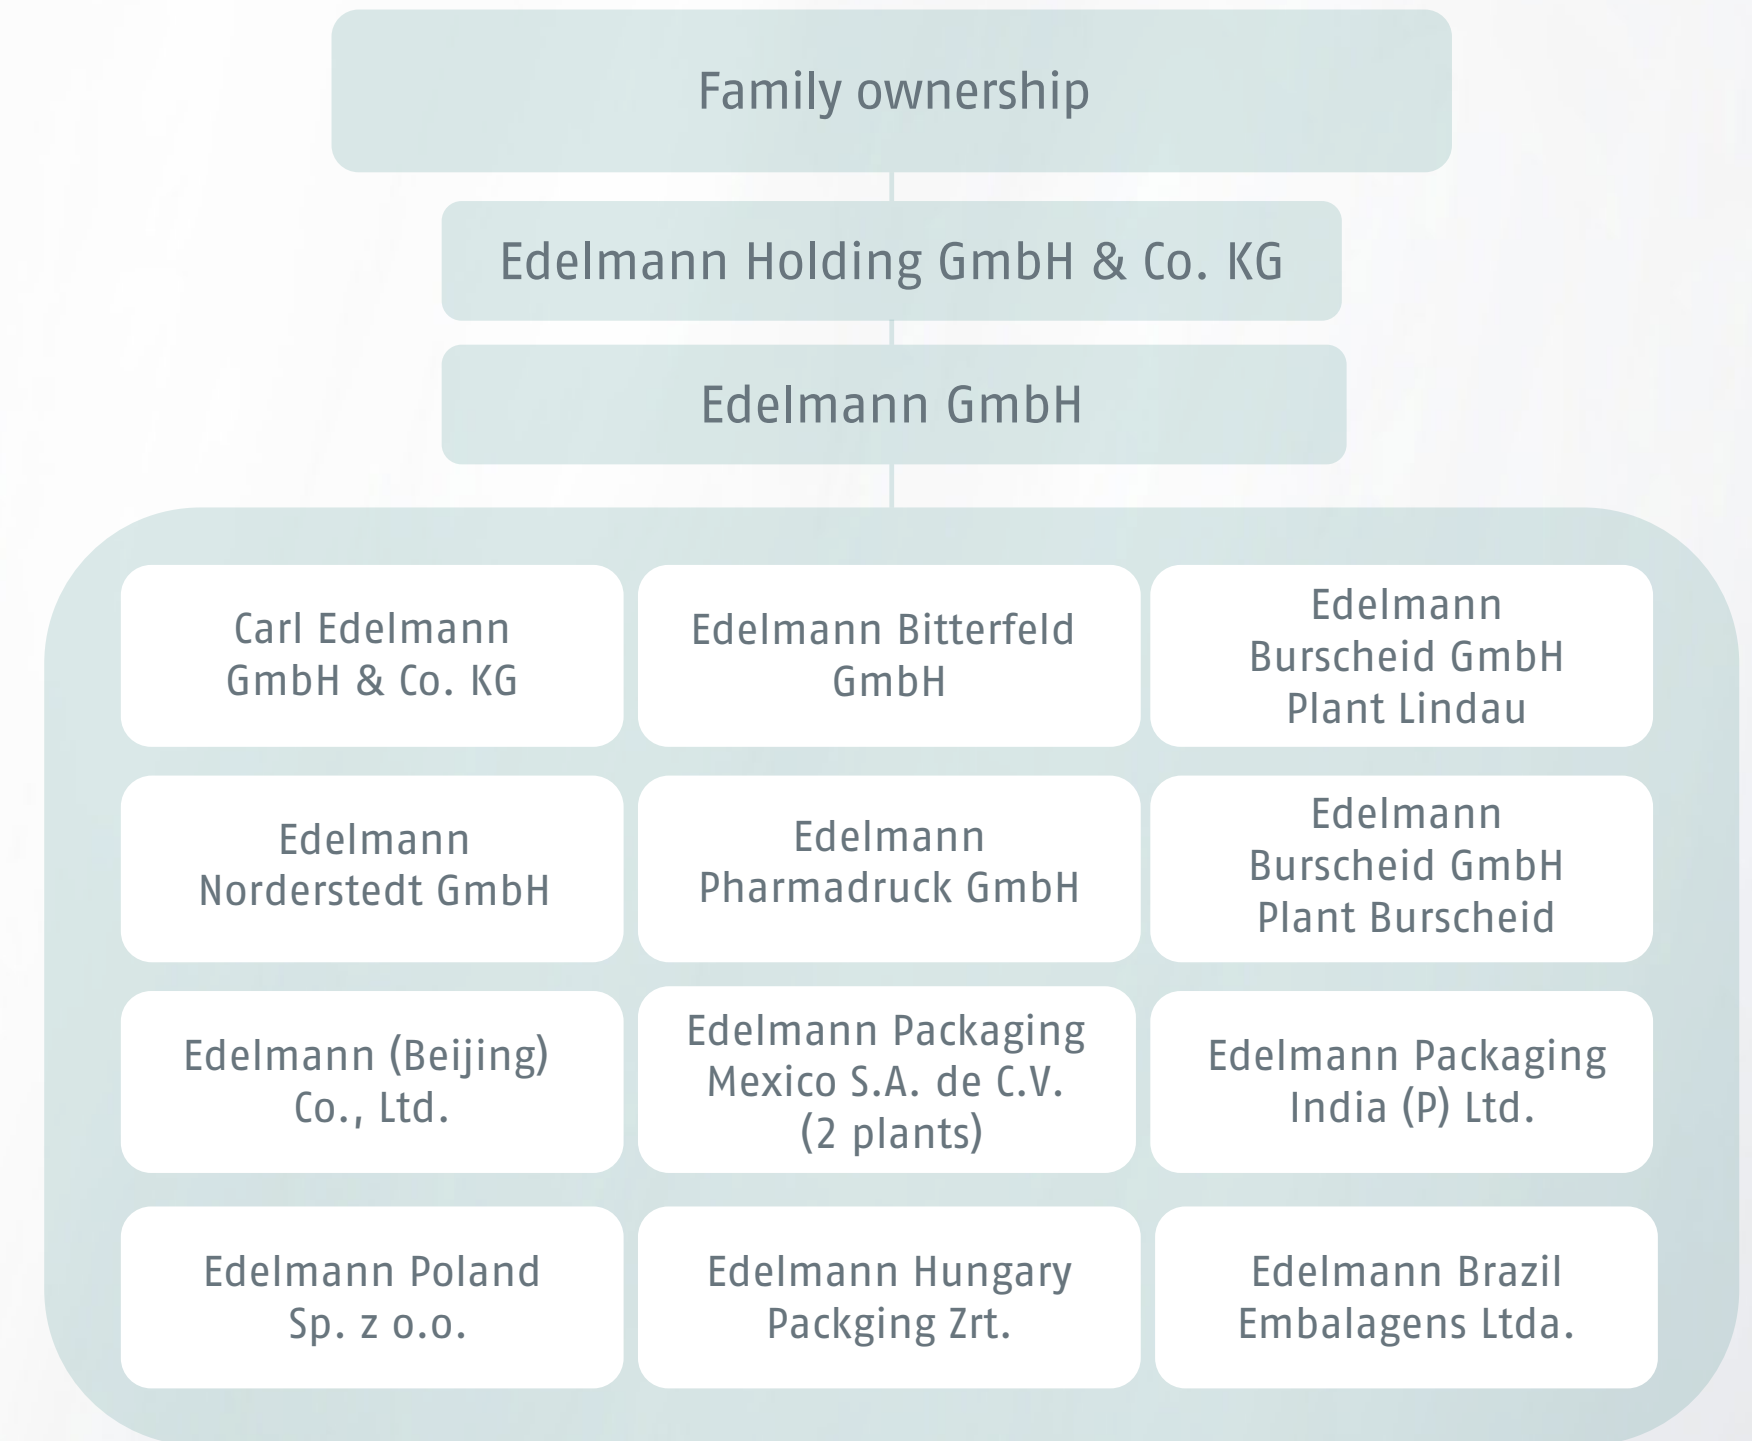 Family ownership
Edelmann Holding GmbH & Co. KG
Edelmann GmbH
Carl Edelmann
GmbH & Co. KG
Edelmann Bitterfeld
GmbH
Edelmann
Burscheid GmbH
Plant Lindau
Edelmann
Norderstedt GmbH
Edelmann
Pharmadruck GmbH
Edelmann
Burscheid GmbH
Plant Burscheid
Edelmann (Beijing)
Co., Ltd.
Edelmann Packaging
Mexico S.A. de C.V.
(2 plants)
Edelmann Packaging
India (P) Ltd.
Edelmann Poland
Sp. z o.o.
Edelmann Hungary
Packging Zrt.
Edelmann Brazil
Embalagens Ltda.